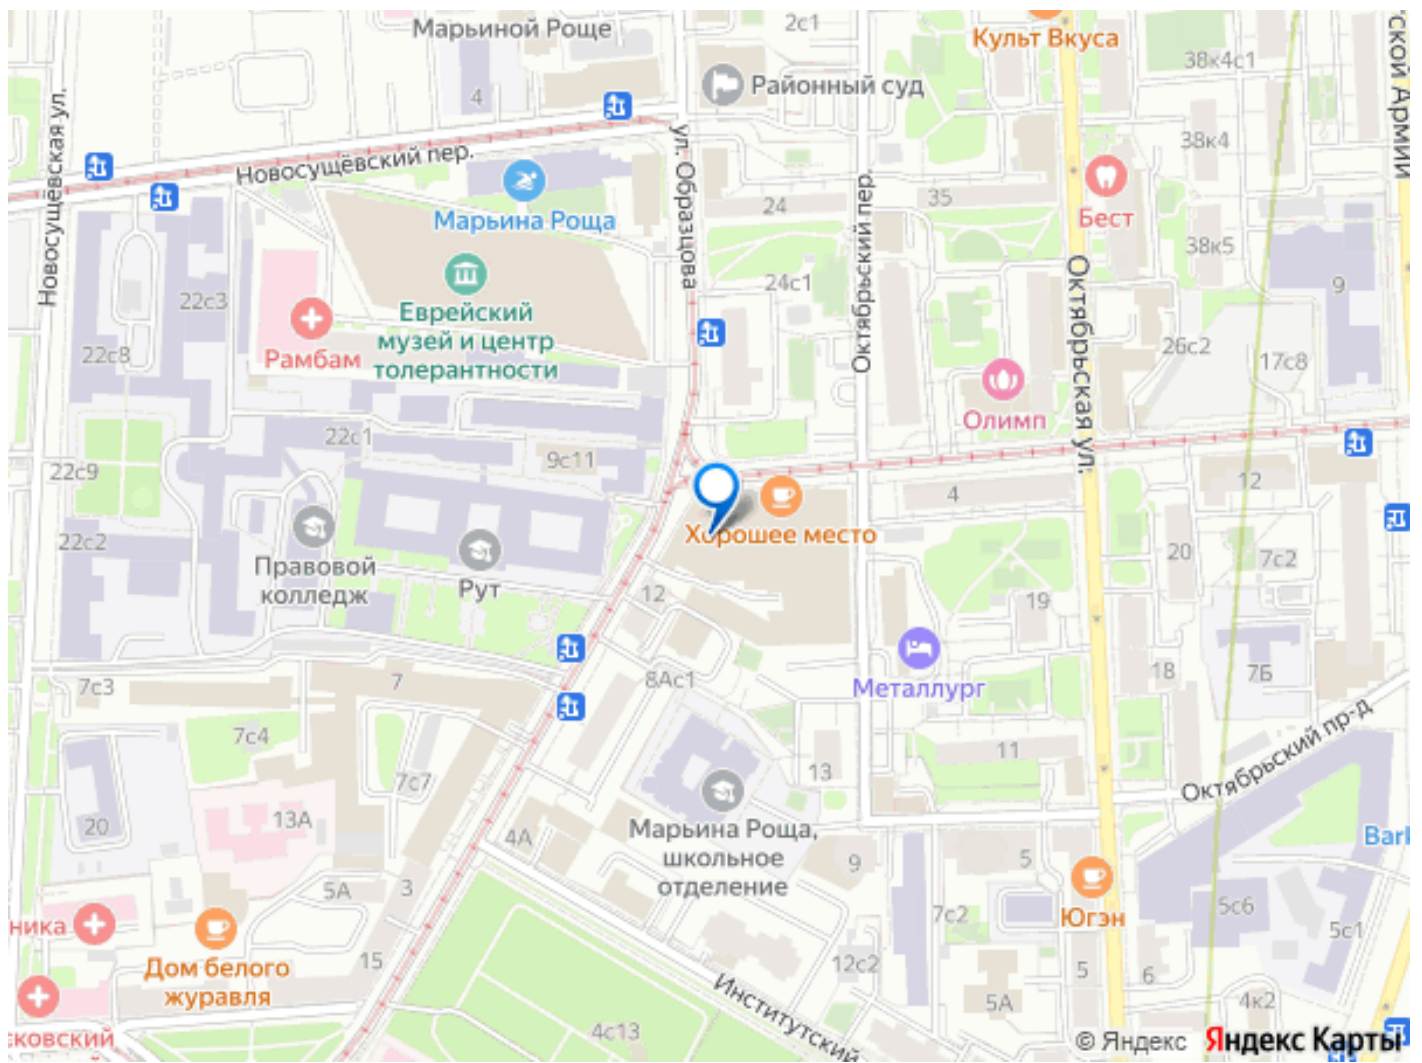 Марьиной Роще
2с1
Культ Вкуса
ской Армии
Районный суд
38к4с1
4
Новосущёвская ул.
Новосущёвский пер.
ул. Образцова
Октябрьский пер.
38к4
Марьина Роща
24
35
Бест
38к5
22с3
Еврейский
музей и центр
толерантности
24с1
Октябрьская ул.
9
Рамбам
22с8
26с2
17с8
Олимп
22с1
9с11
22с9
4
12
Хорошее место
22с2
Правовой
колледж
Рут
12
20
7с2
19
8Ас1
Металлург
18
7Б
7с3
7
7с4
Октябрьский пр-д
11
7с7
13
20
13А
4А
Марьина Роща,
школьное
отделение
9
5
Bark
5А
3
ника
7с2
Югэн
5с6
5с1
Дом белого
журавля
15
12с2
5
6
Институтский
5А
4к2
4с13
сковский
© Яндекс
Яндекс Карты